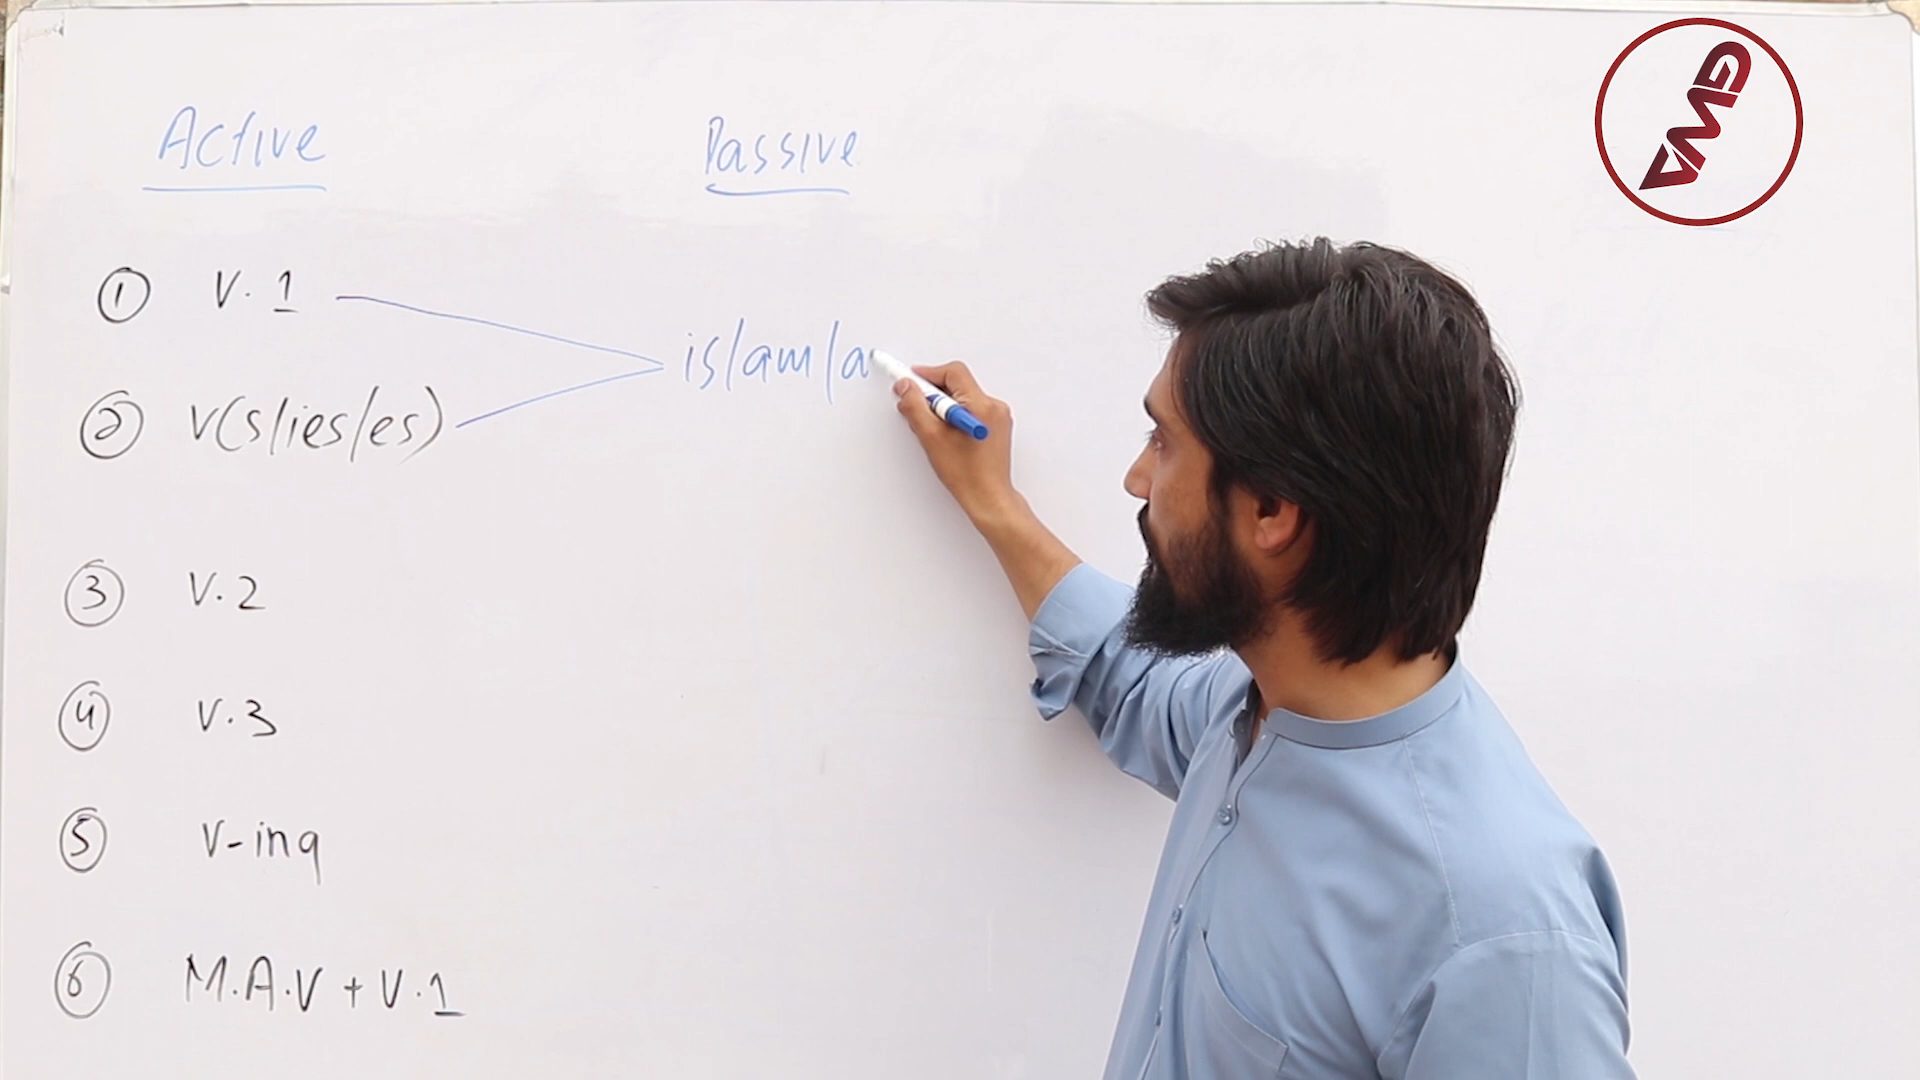 Active Passive
① V.1
is/am/a
② V(s/ies/es)
③ V.2
④ V.3
⑤ V-ing
⑥ M.A.V + V.1